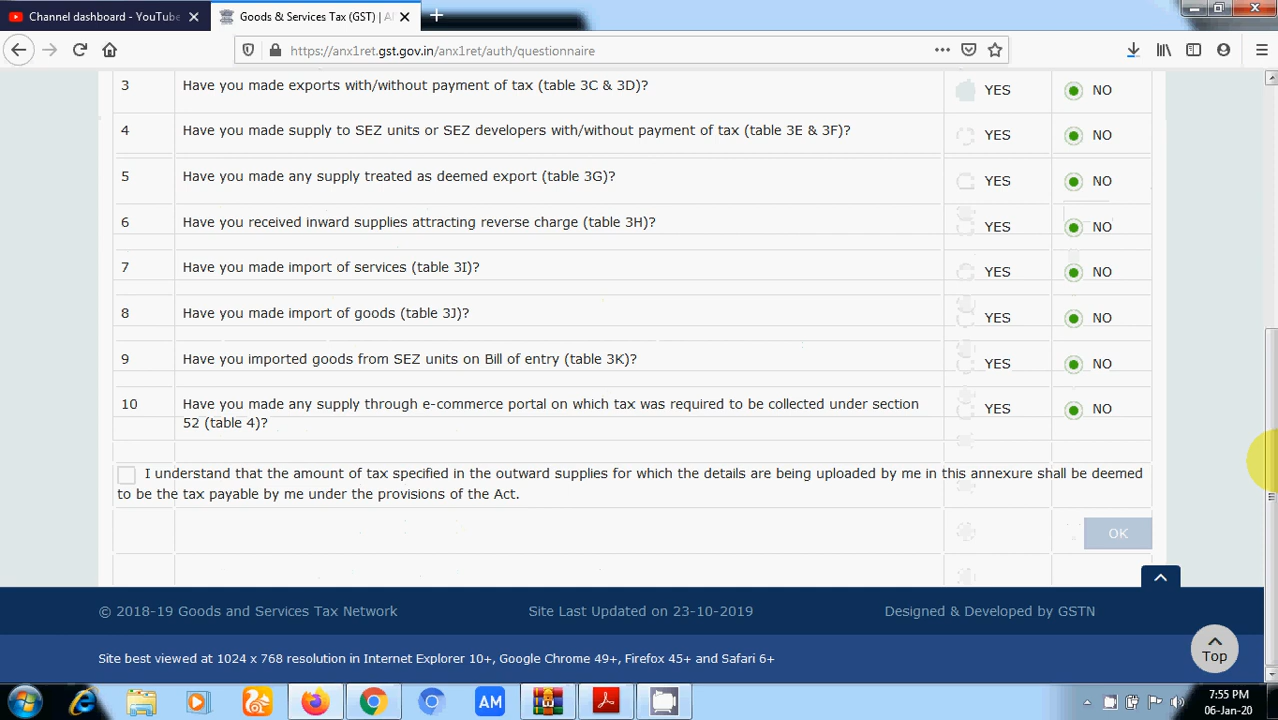 Channel dashboard - YouTube
Goods & Services Tax (GST) | A
https://anx1ret.gst.gov.in/anx1ret/auth/questionnaire
3 Have you made exports with/without payment of tax (table 3C & 3D)? YES NO
4 Have you made supply to SEZ units or SEZ developers with/without payment of tax (table 3E & 3F)? YES NO
5 Have you made any supply treated as deemed export (table 3G)? YES NO
6 Have you received inward supplies attracting reverse charge (table 3H)? YES NO
7 Have you made import of services (table 3I)? YES NO
8 Have you made import of goods (table 3J)? YES NO
9 Have you imported goods from SEZ units on Bill of entry (table 3K)? YES NO
10 Have you made any supply through e-commerce portal on which tax was required to be collected under section YES NO
52 (table 4)?
I understand that the amount of tax specified in the outward supplies for which the details are being uploaded by me in this annexure shall be deemed
to be the tax payable by me under the provisions of the Act.
OK
© 2018-19 Goods and Services Tax Network Site Last Updated on 23-10-2019 Designed & Developed by GSTN
Site best viewed at 1024 x 768 resolution in Internet Explorer 10+, Google Chrome 49+, Firefox 45+ and Safari 6+
Top
AM
7:55 PM
06-Jan-20